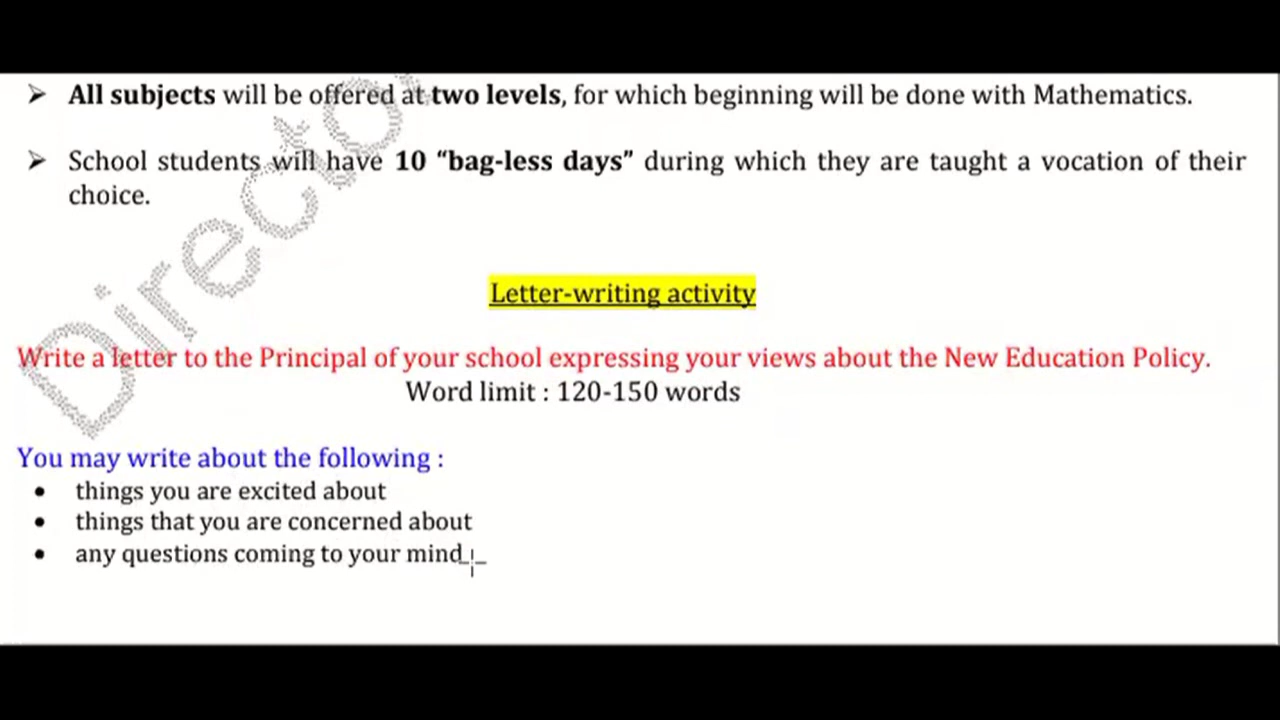 ➢ All subjects will be offered at two levels, for which beginning will be done with Mathematics.
➢ School students will have 10 “bag-less days” during which they are taught a vocation of their
choice.
Letter-writing activity
Write a letter to the Principal of your school expressing your views about the New Education Policy.
Word limit : 120-150 words
You may write about the following :
• things you are excited about
• things that you are concerned about
• any questions coming to your mind
Director